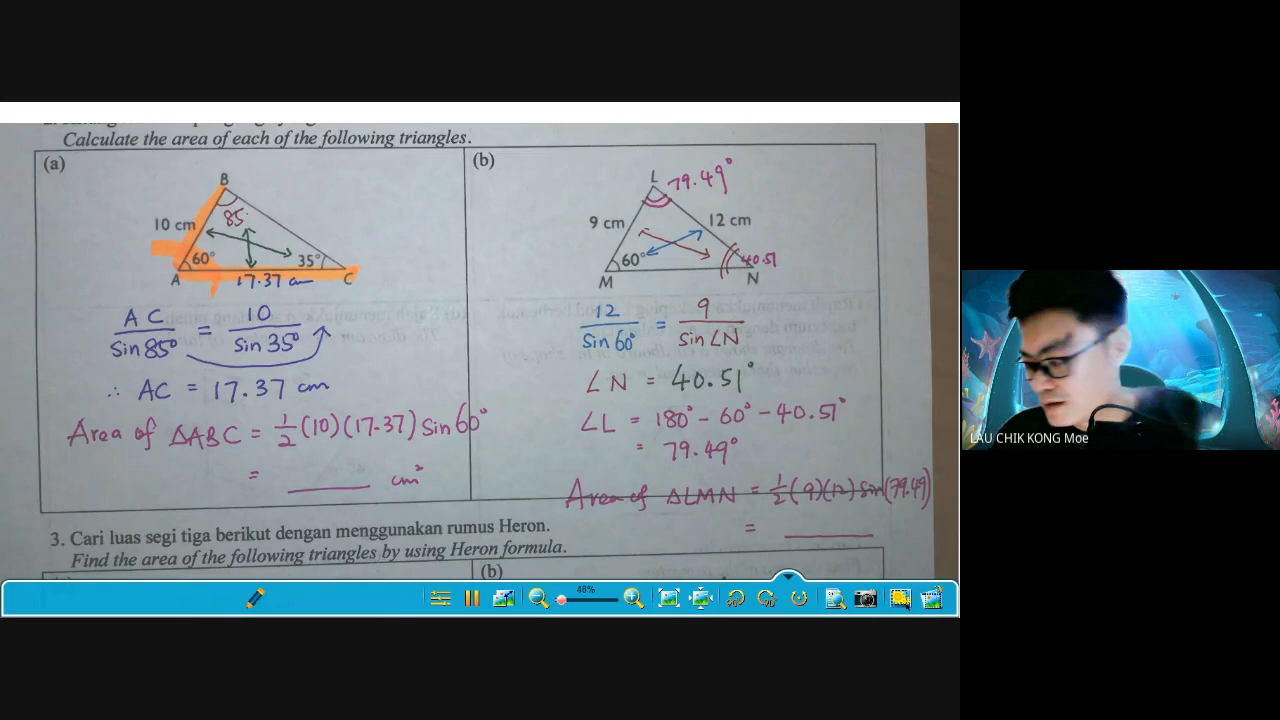 Calculate the area of each of the following triangles.
(a)
B
10 cm
85°
60°
35°
A
17.37 cm
C
AC / Sin 85° = 10 / Sin 35°
∴ AC = 17.37 cm
Area of ΔABC = 1/2 (10)(17.37) Sin 60°
= ____ cm²
(b)
L
79.49°
9 cm
12 cm
60°
40.51
M
N
12 / Sin 60° = 9 / sin ∠N
∠N = 40.51°
∠L = 180° - 60° - 40.51°
= 79.49°
Area of ΔLMN = 1/2 (9)(12) sin(79.49)
= ____
3. Cari luas segi tiga berikut dengan menggunakan rumus Heron.
Find the area of the following triangles by using Heron formula.
(b)
48%
LAU CHIK KONG Moe